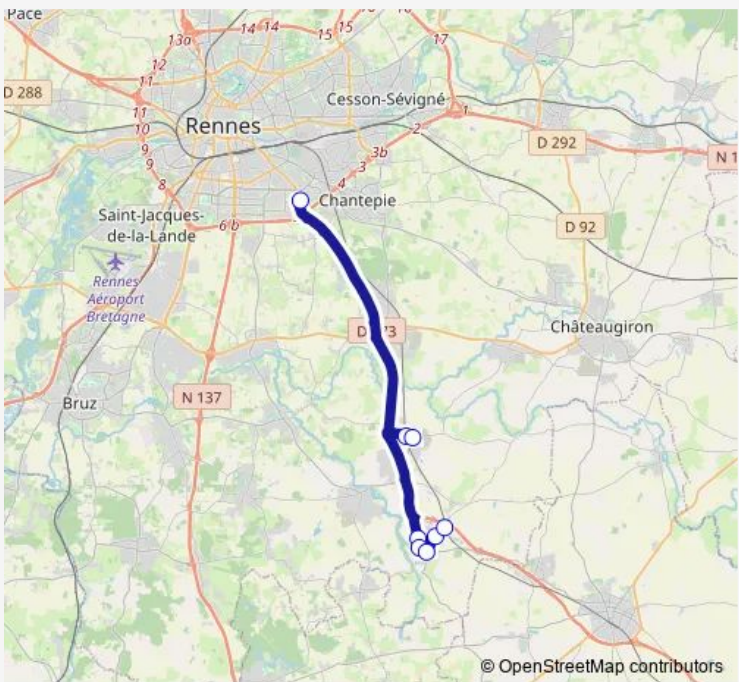 Pace
13a
14
14
15
15
16
17
12
11
D 288
Cesson-Sévigné
11
10
Rennes
1
2
9
9
3b
D 292
N 1
8
3
4
Chantepie
Saint-Jacques-
de-la-Lande
6 b
D 92
Rennes
Aéroport
Bretagne
Châteaugiron
N 137
Bruz
© OpenStreetMap contributors